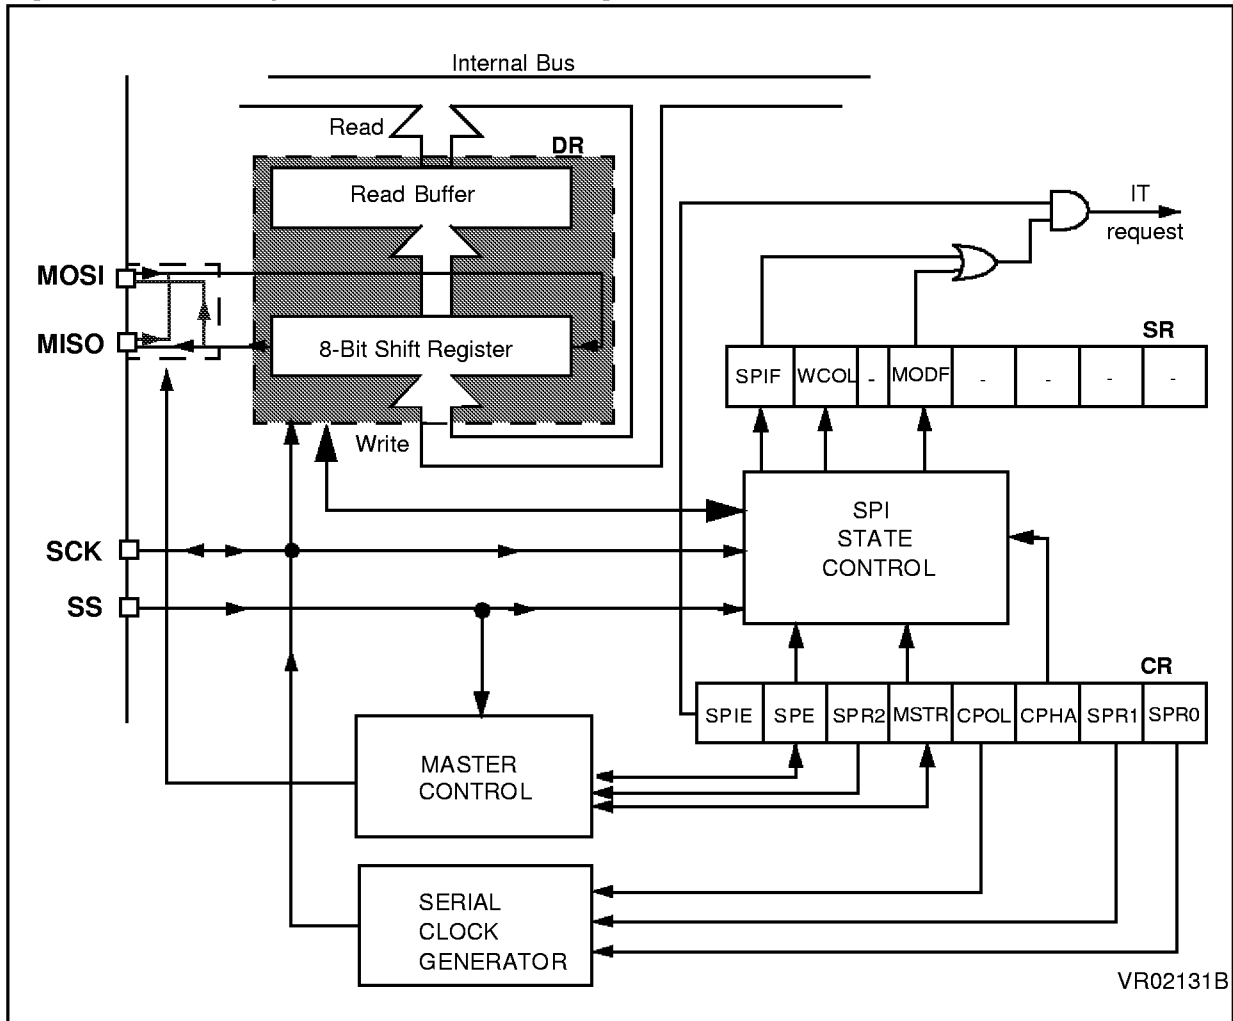 Internal Bus
Read
DR
Read Buffer
IT
request
MOSI
MISO
8-Bit Shift Register
SR
SPIF WCOL - MODF - - - -
Write
SPI
STATE
CONTROL
SCK
SS
CR
SPIE SPE SPR2 MSTR CPOL CPHA SPR1 SPR0
MASTER
CONTROL
SERIAL
CLOCK
GENERATOR
VR02131B